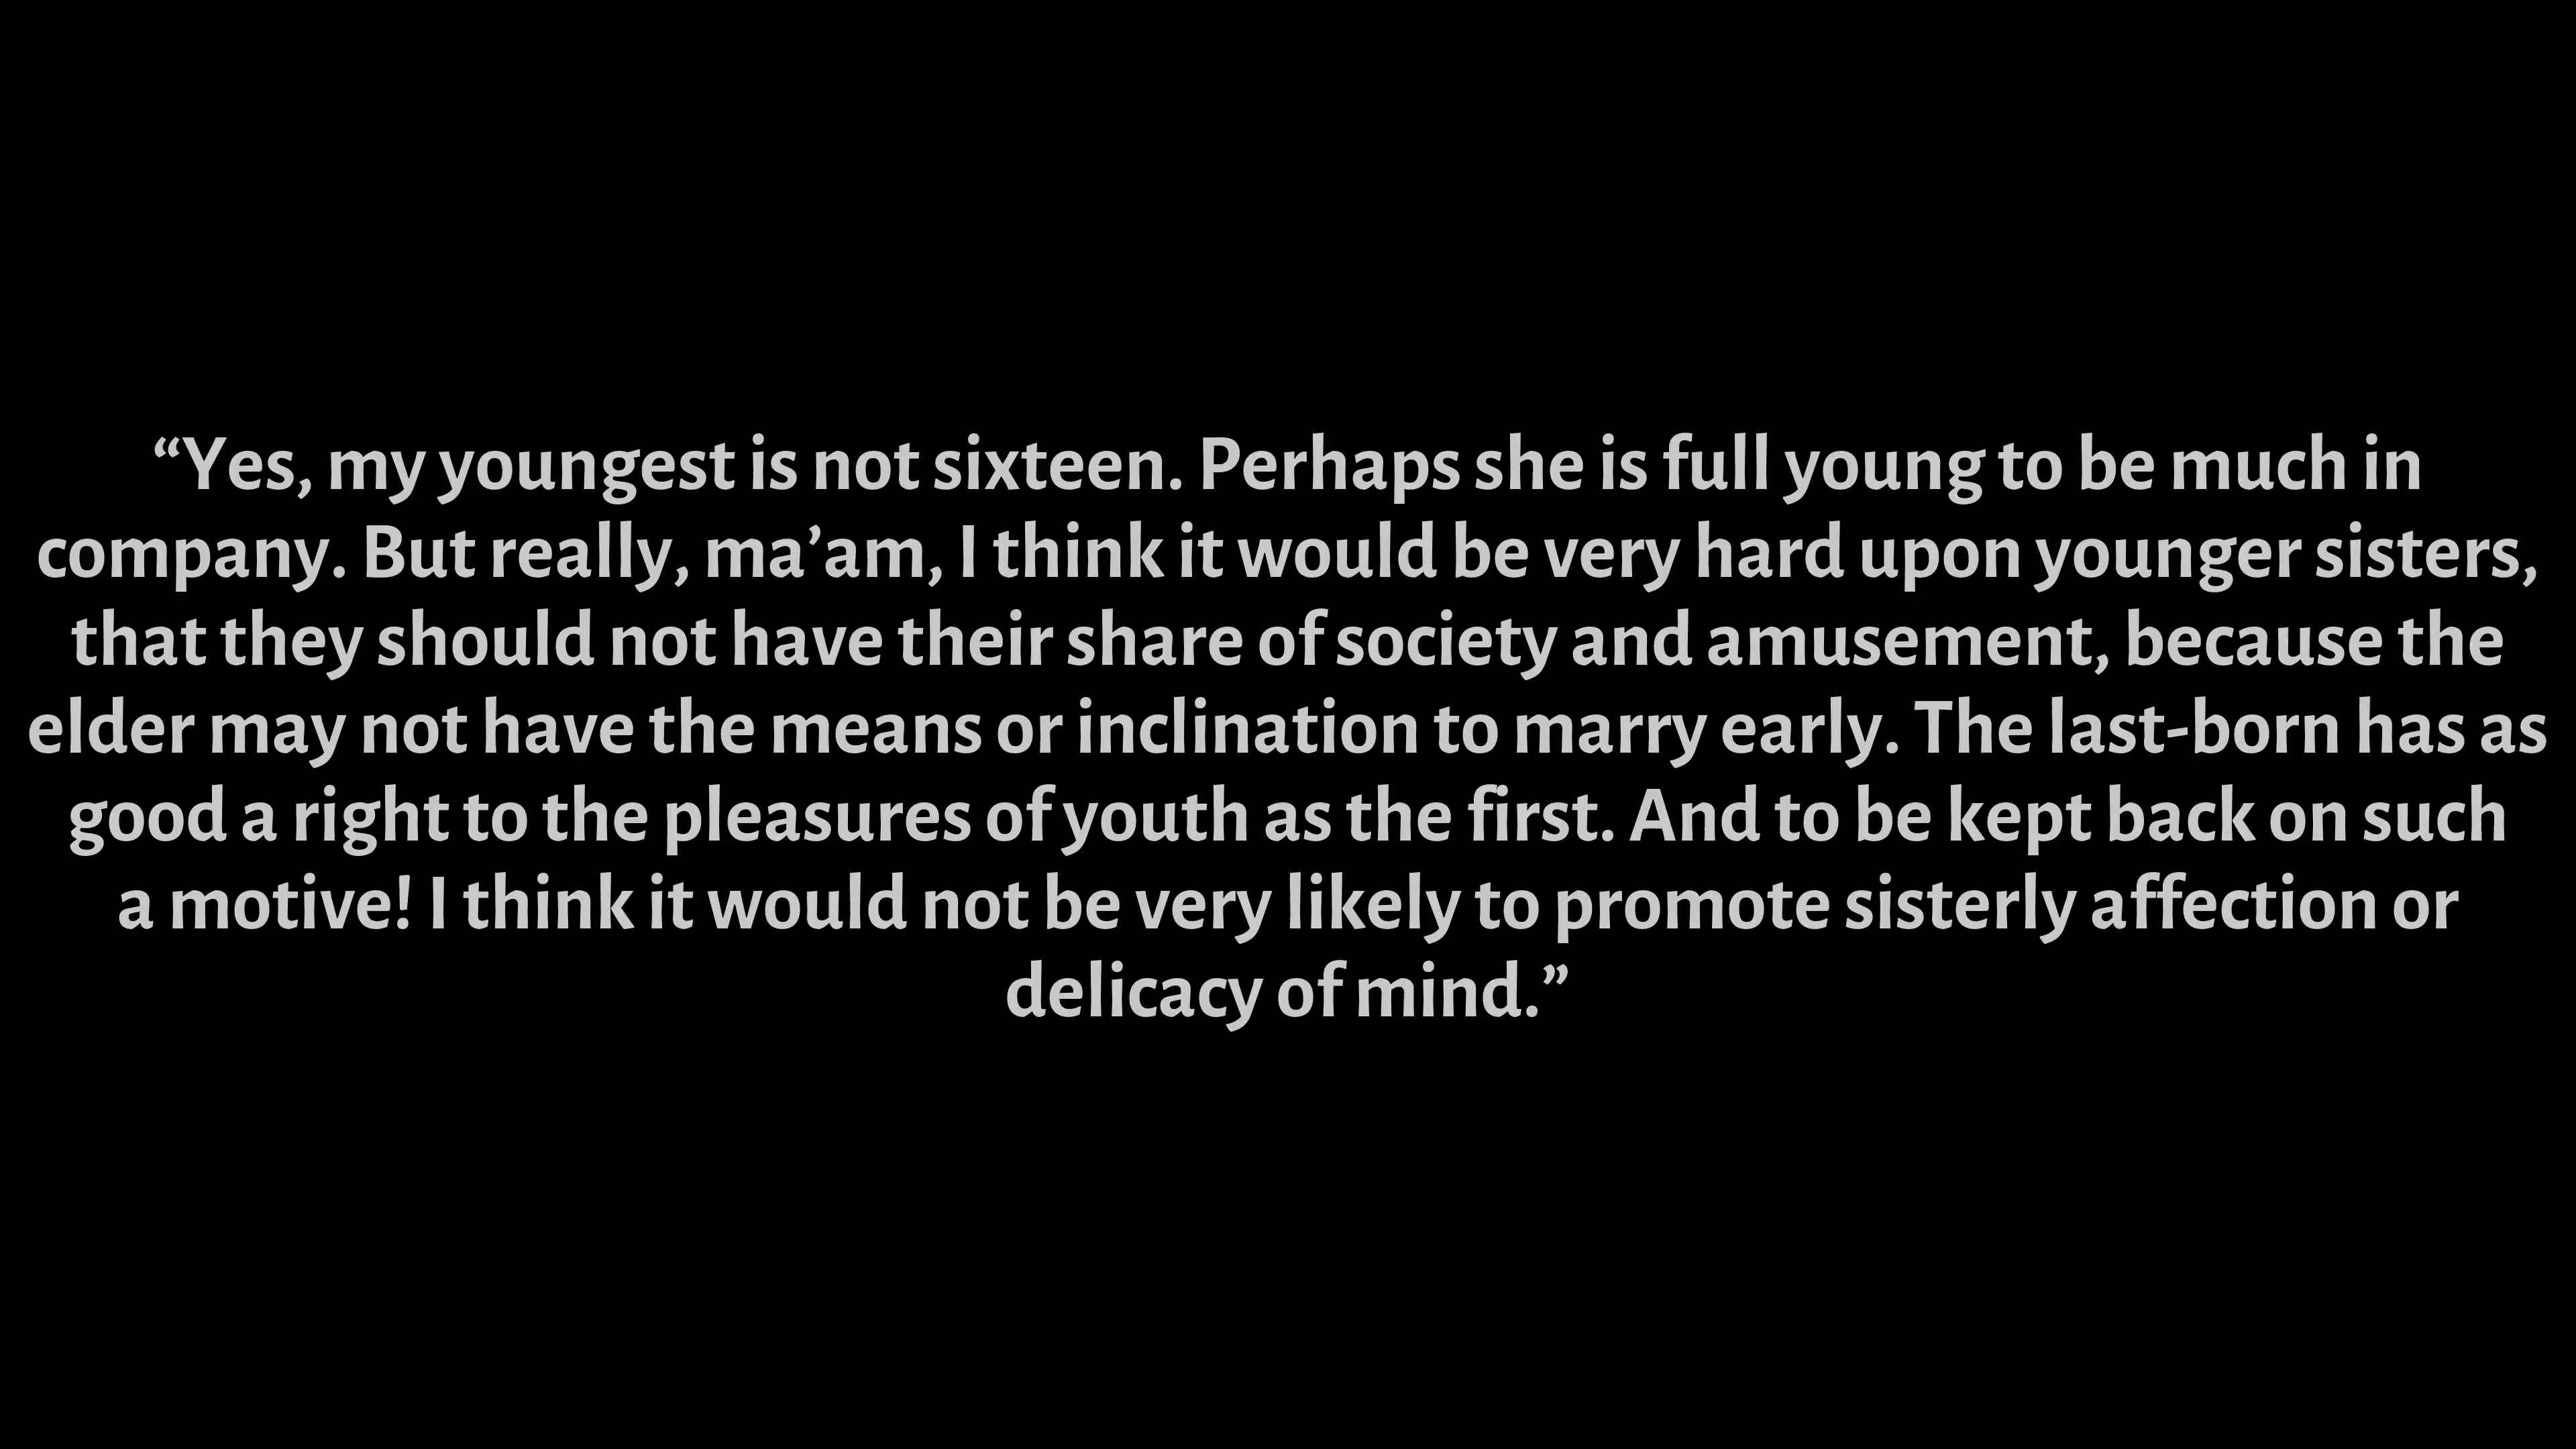 “Yes, my youngest is not sixteen. Perhaps she is full young to be much in
company. But really, ma’am, I think it would be very hard upon younger sisters,
that they should not have their share of society and amusement, because the
elder may not have the means or inclination to marry early. The last-born has as
good a right to the pleasures of youth as the first. And to be kept back on such
a motive! I think it would not be very likely to promote sisterly affection or
delicacy of mind.”